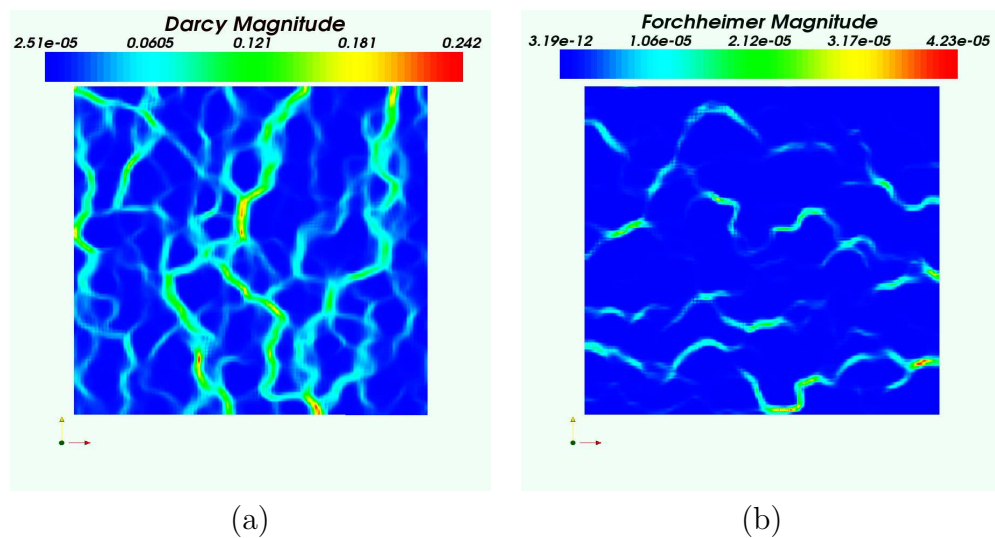 Darcy Magnitude
2.51e-05 0.0605 0.121 0.181 0.242
(a)
Forchheimer Magnitude
3.19e-12 1.06e-05 2.12e-05 3.17e-05 4.23e-05
(b)